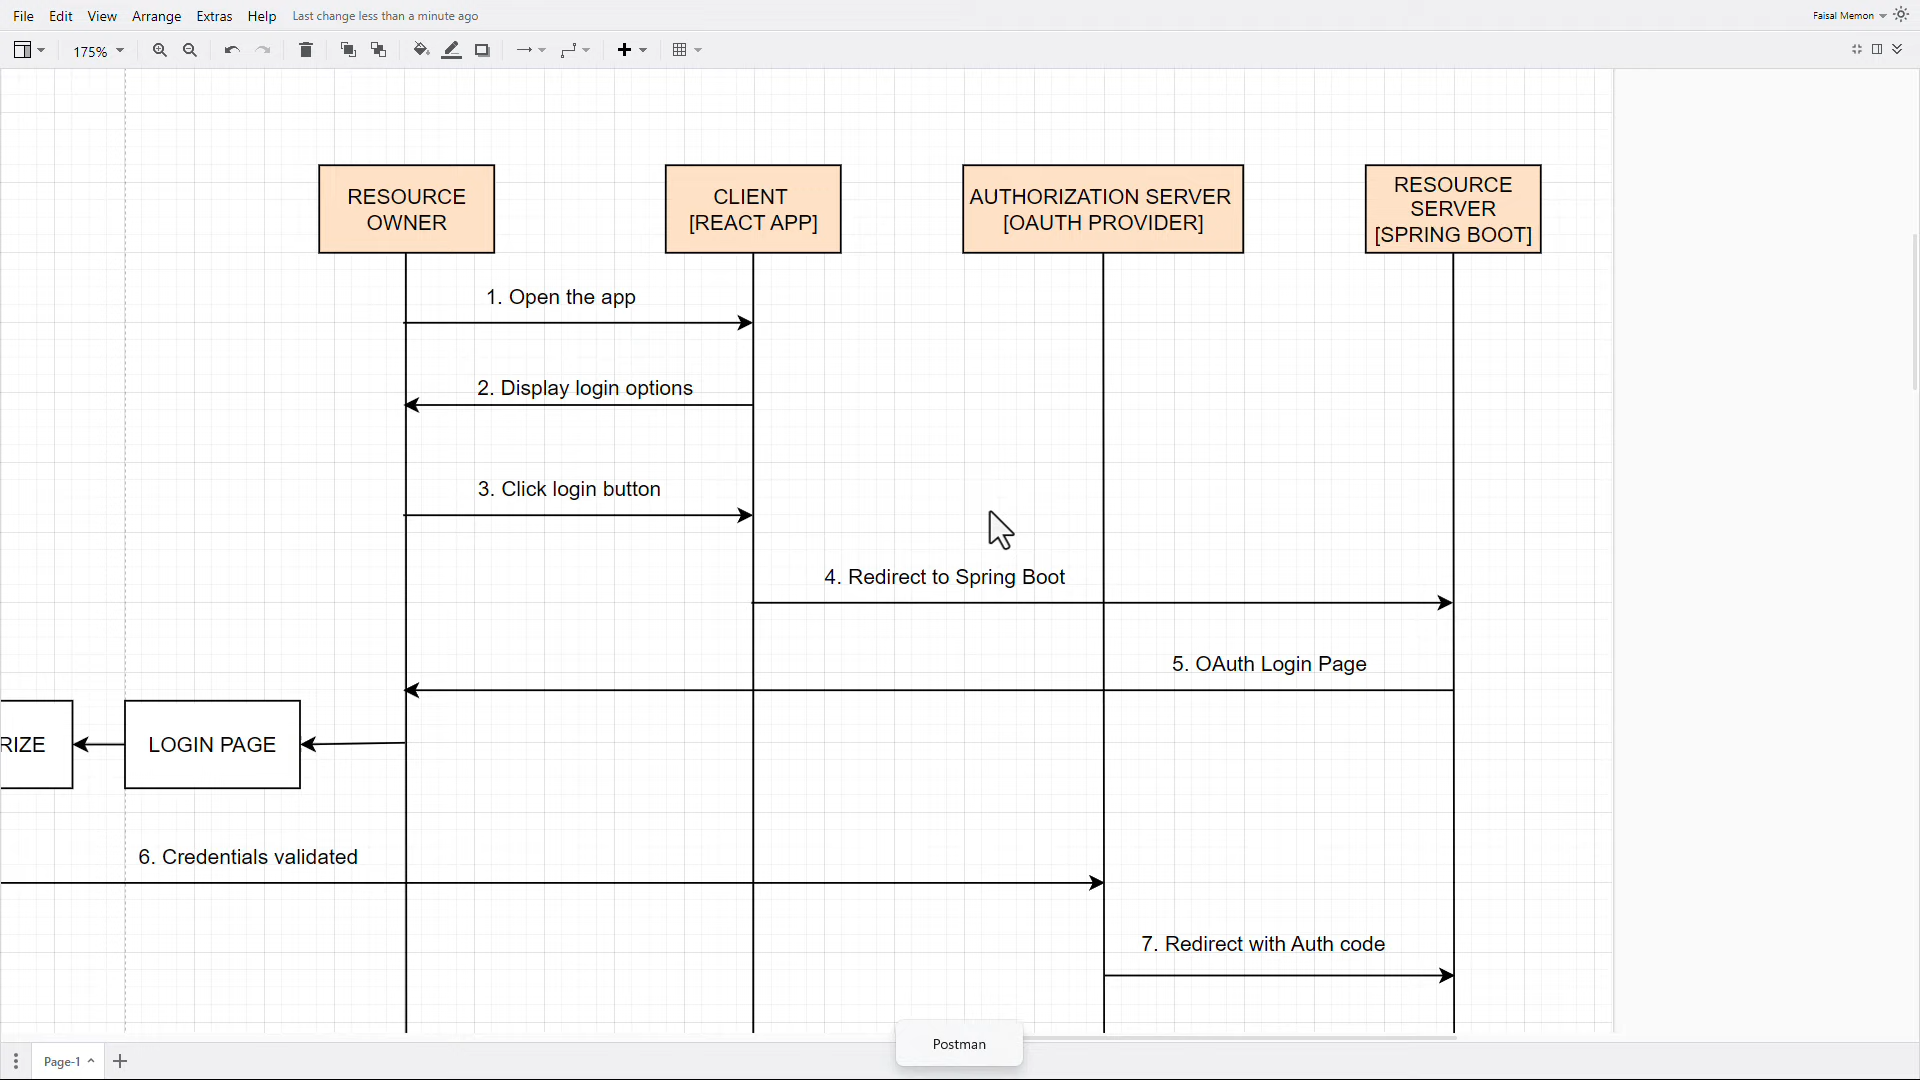 File Edit View Arrange Extras Help Last change less than a minute ago
Faisal Memon
175%
RESOURCE
OWNER
CLIENT
[REACT APP]
AUTHORIZATION SERVER
[OAUTH PROVIDER]
RESOURCE
SERVER
[SPRING BOOT]
1. Open the app
2. Display login options
3. Click login button
4. Redirect to Spring Boot
5. OAuth Login Page
RIZE
LOGIN PAGE
6. Credentials validated
7. Redirect with Auth code
Postman
Page-1